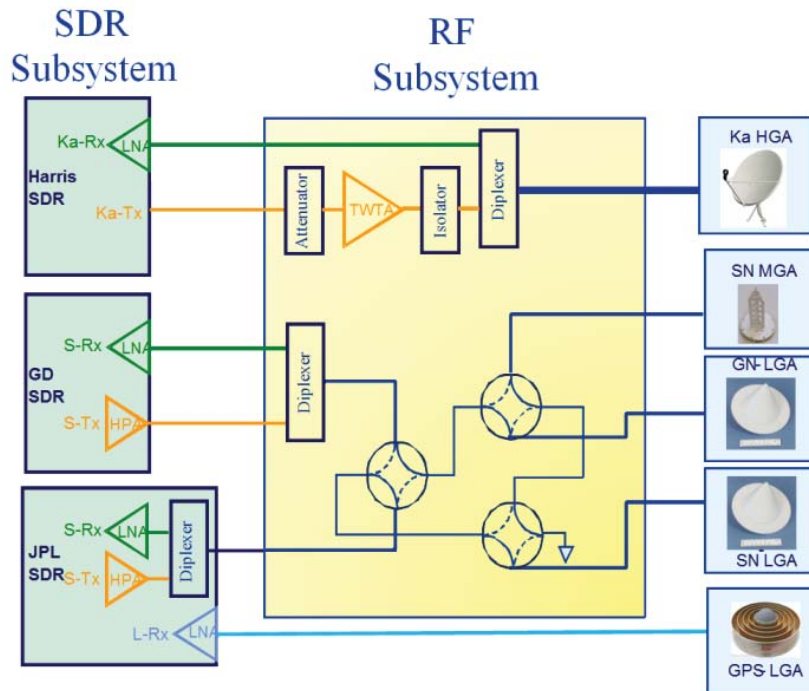 SDR
Subsystem
RF
Subsystem
Ka-Rx
LNA
Harris
SDR
Ka-Tx
Attenuator
TWTA
Isolator
Diplexer
Ka HGA
SN MGA
S-Rx
LNA
GD
SDR
S-Tx
HPA
Diplexer
GN-LGA
S-Rx
LNA
JPL
SDR
S-Tx
HPA
Diplexer
SN LGA
L-Rx
LNA
GPS-LGA